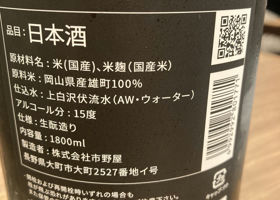 品目:日本酒
原材料名:米(国産)、米麹(国産米)
原料米:岡山県産雄町100%
仕込水:上白沢伏流水(AW・ウォーター)
アルコール分:15度
仕様:生酛造り
内容量:1800ml
製造者:株式会社市野屋
長野県大町市大町2527番地イ号